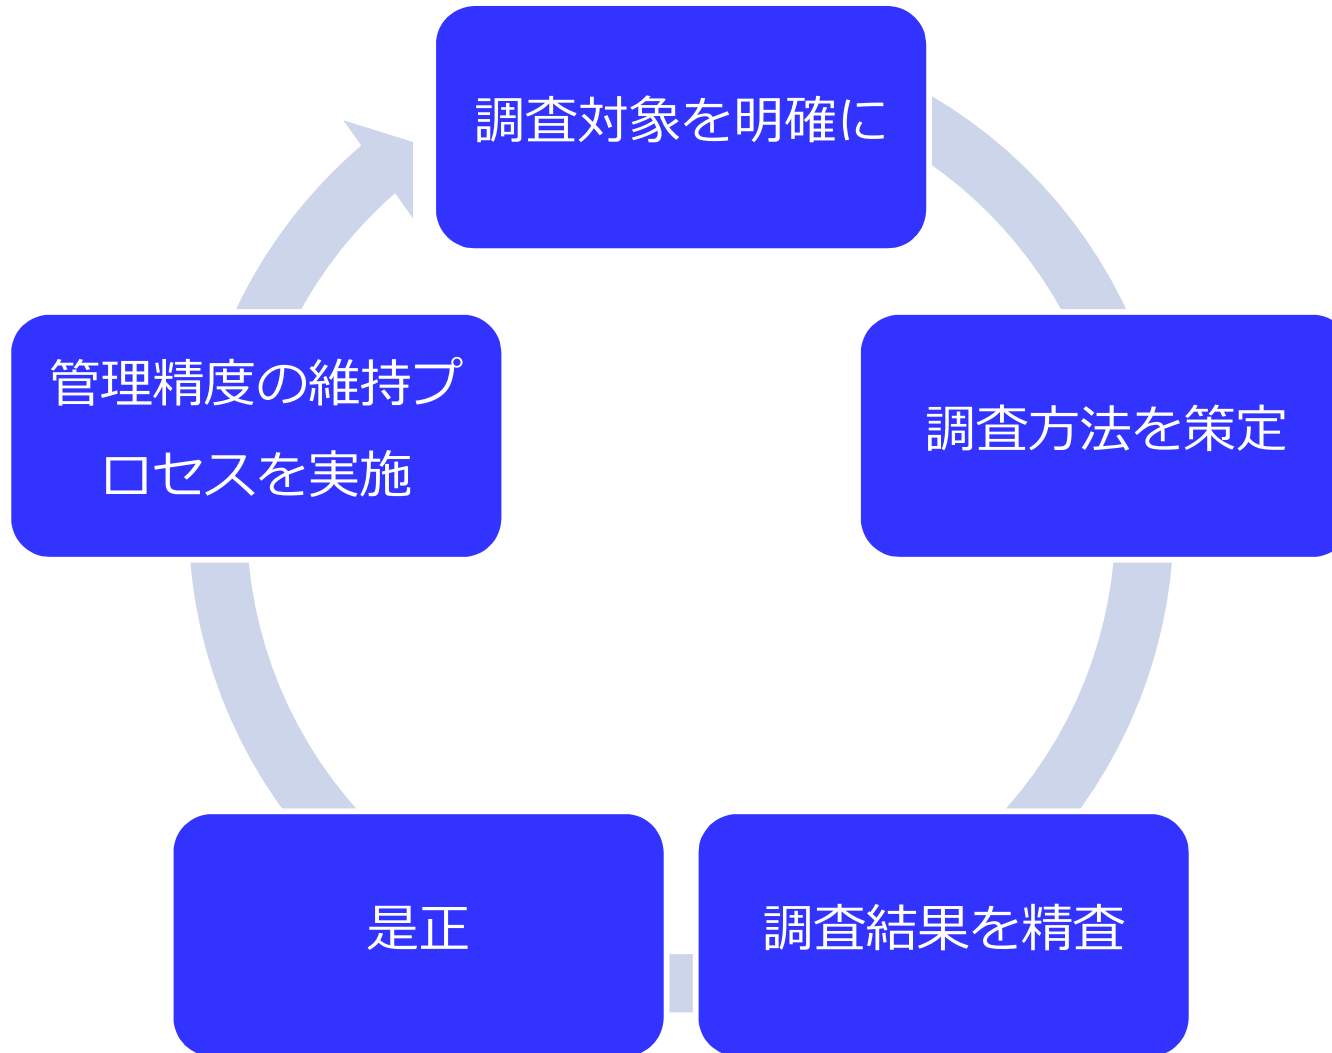 調査対象を明確に
調査方法を策定
調査結果を精査
是正
管理精度の維持プ
ロセスを実施